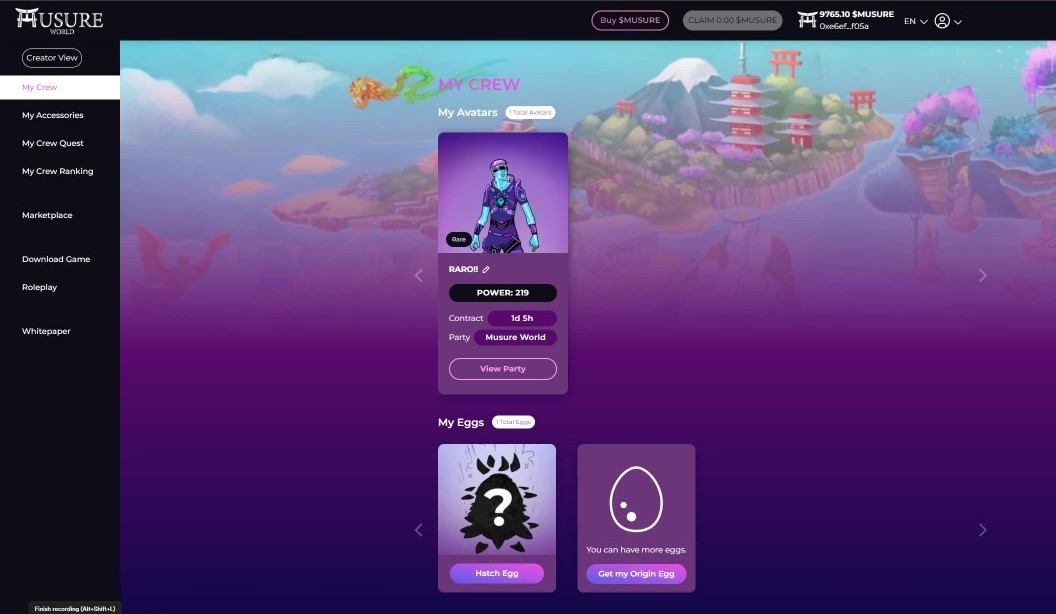 MUSURE
WORLD
Buy $MUSURE
CLAIM 0.00 $MUSURE
9765.10 $MUSURE
0xe6ef...f05a
EN
Creator View
My Crew
My Accessories
My Crew Quest
My Crew Ranking
Marketplace
Download Game
Roleplay
Whitepaper
MY CREW
My Avatars
1 Total Avatars
Rare
RARO!!
POWER: 219
Contract
1d 5h
Party
Musure World
View Party
My Eggs
1 Total Eggs
?
You can have more eggs.
Hatch Egg
Get my Origin Egg
Finish recording (Alt+Shift+L)